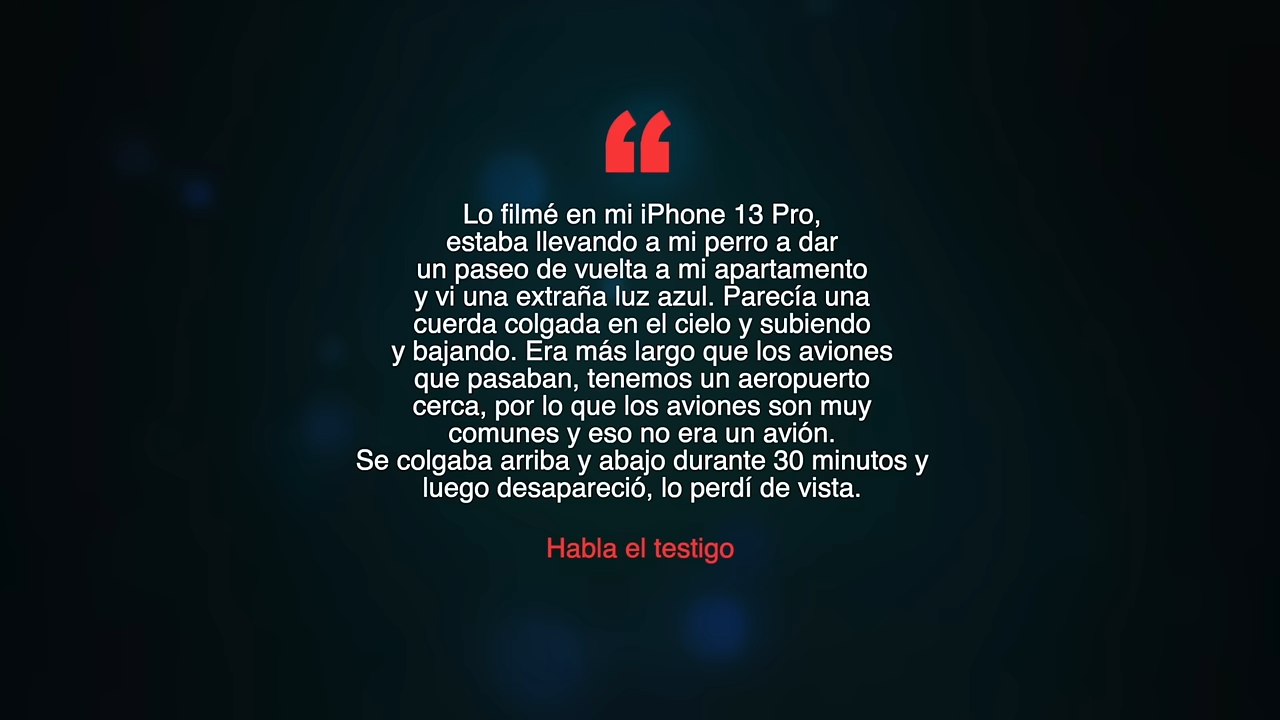 Lo filmé en mi iPhone 13 Pro,
estaba llevando a mi perro a dar
un paseo de vuelta a mi apartamento
y vi una extraña luz azul. Parecía una
cuerda colgada en el cielo y subiendo
y bajando. Era más largo que los aviones
que pasaban, tenemos un aeropuerto
cerca, por lo que los aviones son muy
comunes y eso no era un avión.
Se colgaba arriba y abajo durante 30 minutos y
luego desapareció, lo perdí de vista.
Habla el testigo